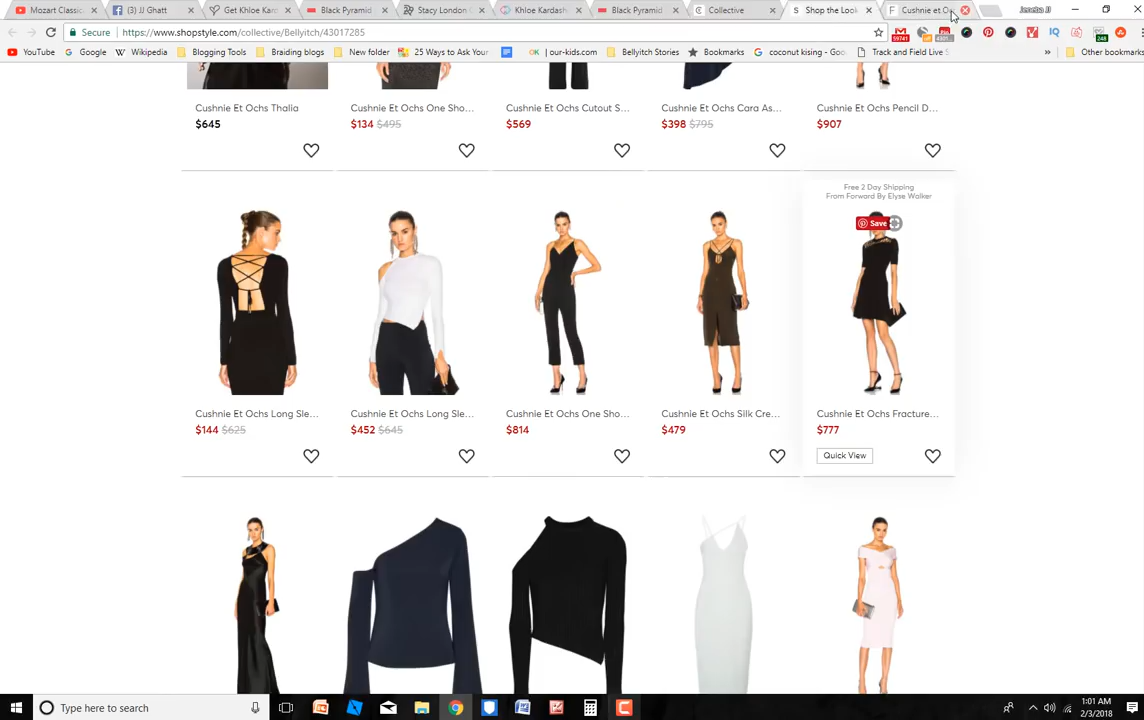 Mozart Classic
(3) JJ Ghatt
Get Khloe Kar
Black Pyramid
Stacy London
Khloe Kardash
Black Pyramid
Collective
Shop the Look
Cushnie et O
Secure
https://www.shopstyle.com/collective/Bellyitch/43017285
YouTube
Google
Wikipedia
Blogging Tools
Braiding blogs
New folder
25 Ways to Ask Your
OK | our-kids.com
Bellyitch Stories
Bookmarks
coconut kising - Goo
Track and Field Live S
»
Other bookmarks
Cushnie Et Ochs Thalia
$645
Cushnie Et Ochs One Sho...
$134 $495
Cushnie Et Ochs Cutout S...
$569
Cushnie Et Ochs Cara As...
$398 $795
Cushnie Et Ochs Pencil D...
$907
Free 2 Day Shipping
From Forward By Elyse Walker
Save
Cushnie Et Ochs Long Sle...
$144 $625
Cushnie Et Ochs Long Sle...
$452 $645
Cushnie Et Ochs One Sho...
$814
Cushnie Et Ochs Silk Cre...
$479
Cushnie Et Ochs Fracture...
$777
Quick View
Type here to search
1:01 AM
2/3/2018